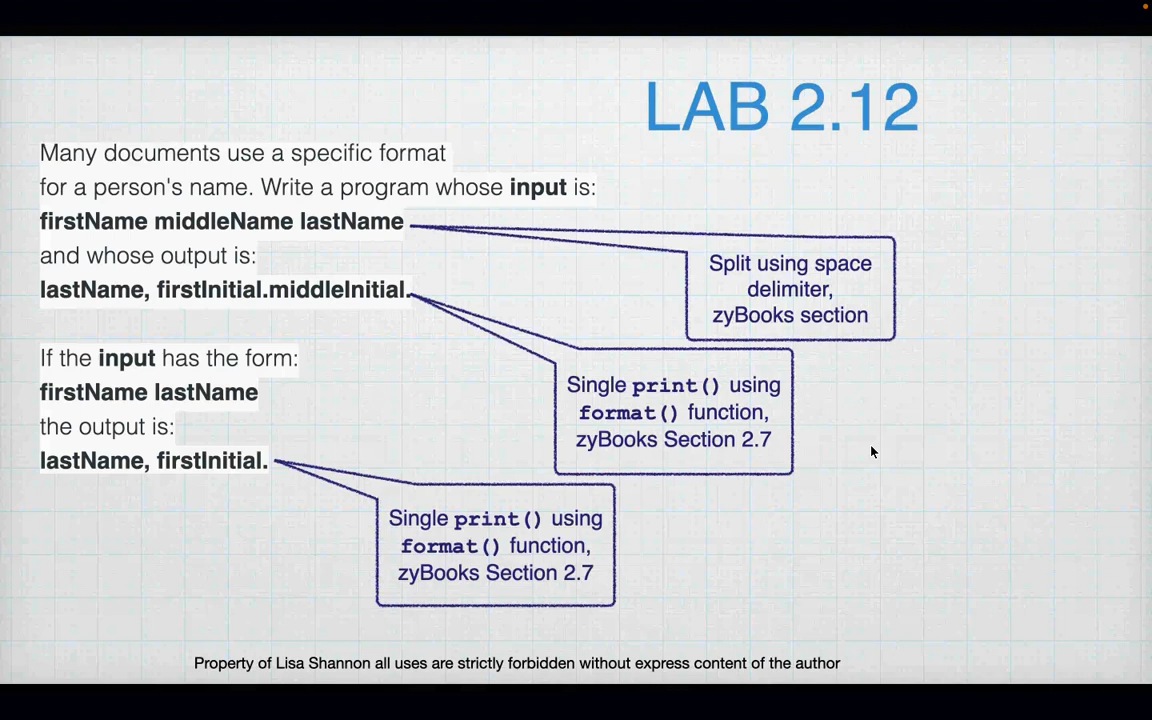 LAB 2.12
Many documents use a specific format
for a person's name. Write a program whose input is:
firstName middleName lastName
and whose output is:
lastName, firstInitial.middleInitial.
If the input has the form:
firstName lastName
the output is:
lastName, firstInitial.
Split using space
delimiter,
zyBooks section
Single print() using
format() function,
zyBooks Section 2.7
Single print() using
format() function,
zyBooks Section 2.7
Property of Lisa Shannon all uses are strictly forbidden without express content of the author